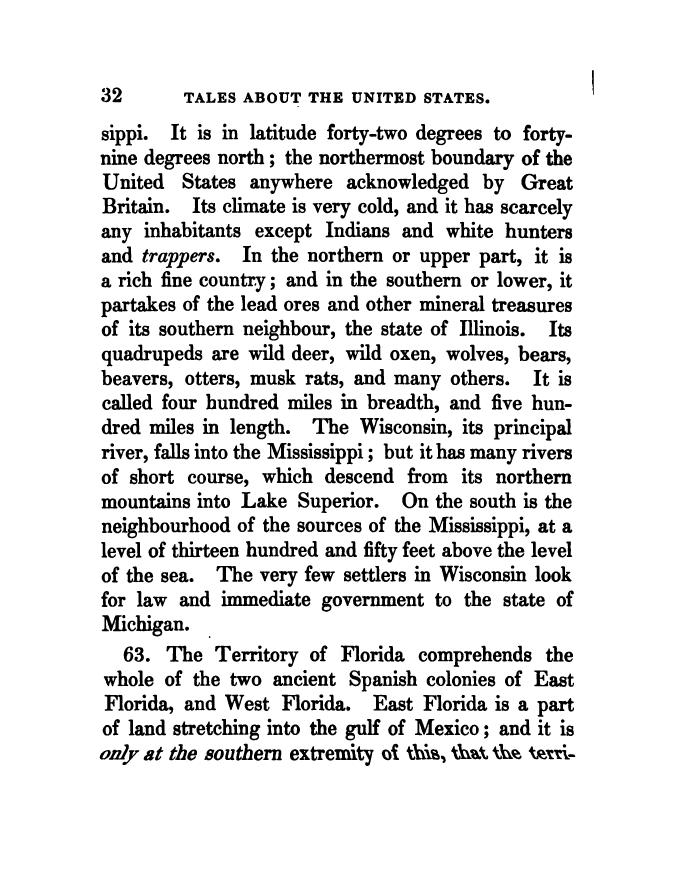 32 TALES ABOUT THE UNITED STATES.
sippi. It is in latitude forty-two degrees to forty-
nine degrees north; the northermost boundary of the
United States anywhere acknowledged by Great
Britain. Its climate is very cold, and it has scarcely
any inhabitants except Indians and white hunters
and trappers. In the northern or upper part, it is
a rich fine country; and in the southern or lower, it
partakes of the lead ores and other mineral treasures
of its southern neighbour, the state of Illinois. Its
quadrupeds are wild deer, wild oxen, wolves, bears,
beavers, otters, musk rats, and many others. It is
called four hundred miles in breadth, and five hun-
dred miles in length. The Wisconsin, its principal
river, falls into the Mississippi; but it has many rivers
of short course, which descend from its northern
mountains into Lake Superior. On the south is the
neighbourhood of the sources of the Mississippi, at a
level of thirteen hundred and fifty feet above the level
of the sea. The very few settlers in Wisconsin look
for law and immediate government to the state of
Michigan.
63. The Territory of Florida comprehends the
whole of the two ancient Spanish colonies of East
Florida, and West Florida. East Florida is a part
of land stretching into the gulf of Mexico; and it is
only at the southern extremity of this, that the terri-